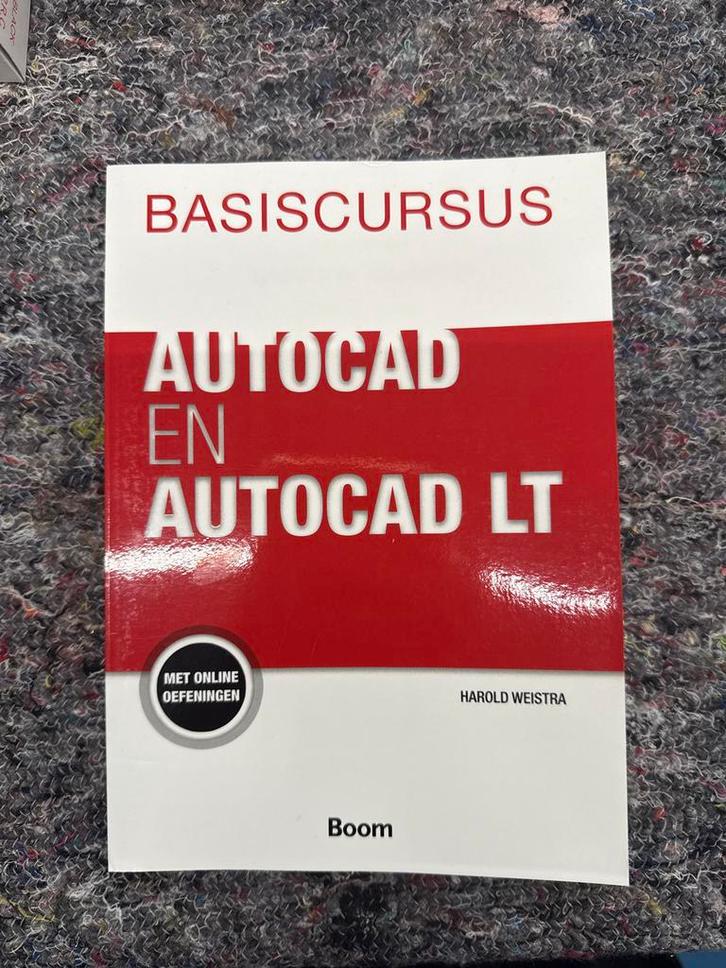 BASISCURSUS
AUTOCAD
EN
AUTOCAD LT
MET ONLINE
OEFENINGEN
HAROLD WEISTRA
Boom